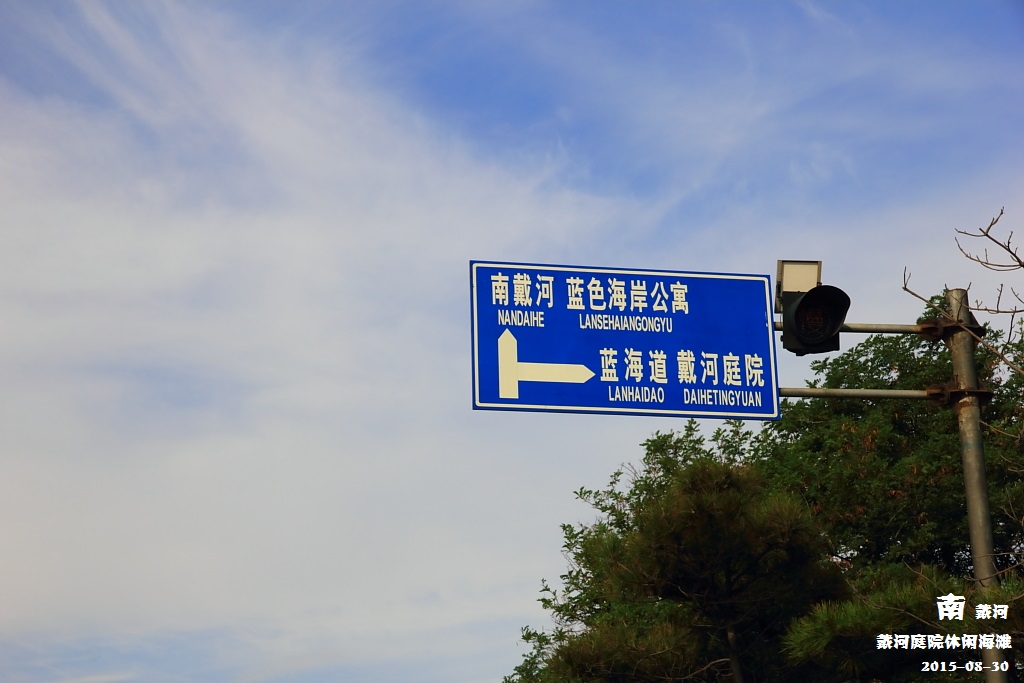 南戴河 蓝色海岸公寓
NANDAIHE LANSEHAIANGONGYU
蓝海道 戴河庭院
LANHAIDAO DAIHETINGYUAN
南 戴河
戴河庭院休闲海滩
2015-08-30